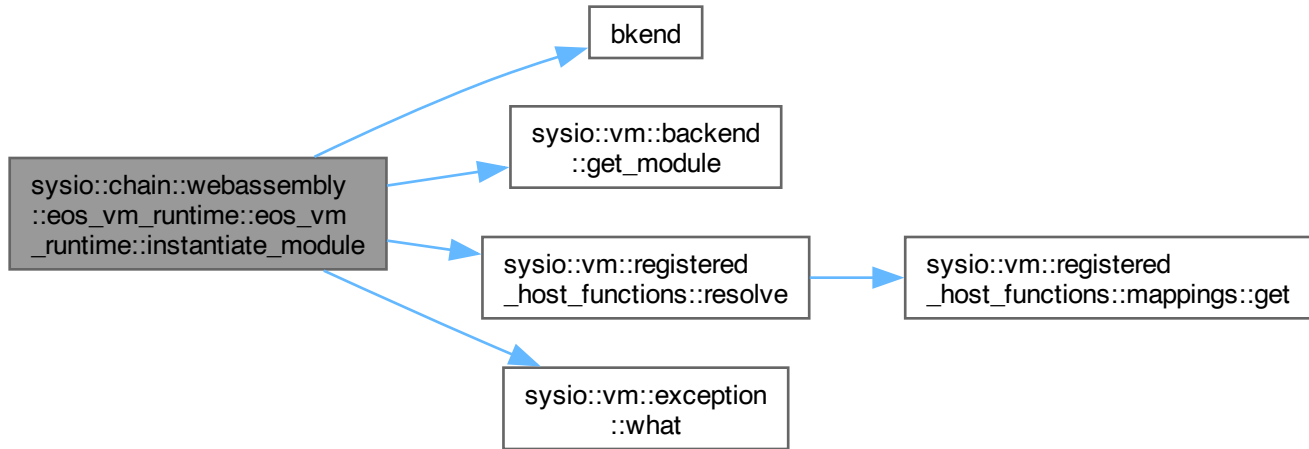 bkend
sysio::vm::backend
::get_module
sysio::chain::webassembly
::eos_vm_runtime::eos_vm
_runtime::instantiate_module
sysio::vm::registered
_host_functions::resolve
sysio::vm::registered
_host_functions::mappings::get
sysio::vm::exception
::what